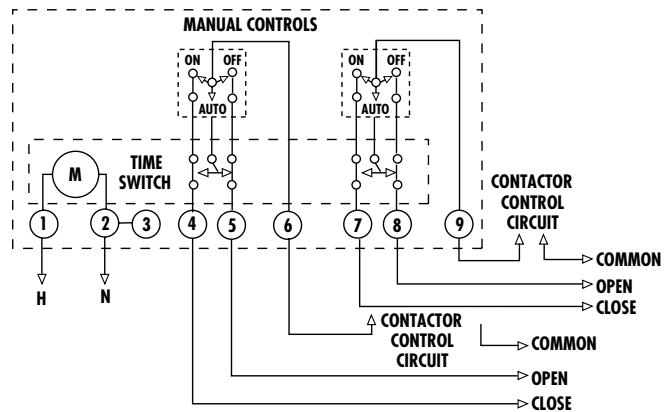 MANUAL CONTROLS
ON OFF
AUTO
ON OFF
AUTO
M
TIME
SWITCH
1 2 3 4 5 6 7 8 9
CONTACTOR
CONTROL
CIRCUIT
COMMON
OPEN
CLOSE
H N
CONTACTOR
CONTROL
CIRCUIT
COMMON
OPEN
CLOSE